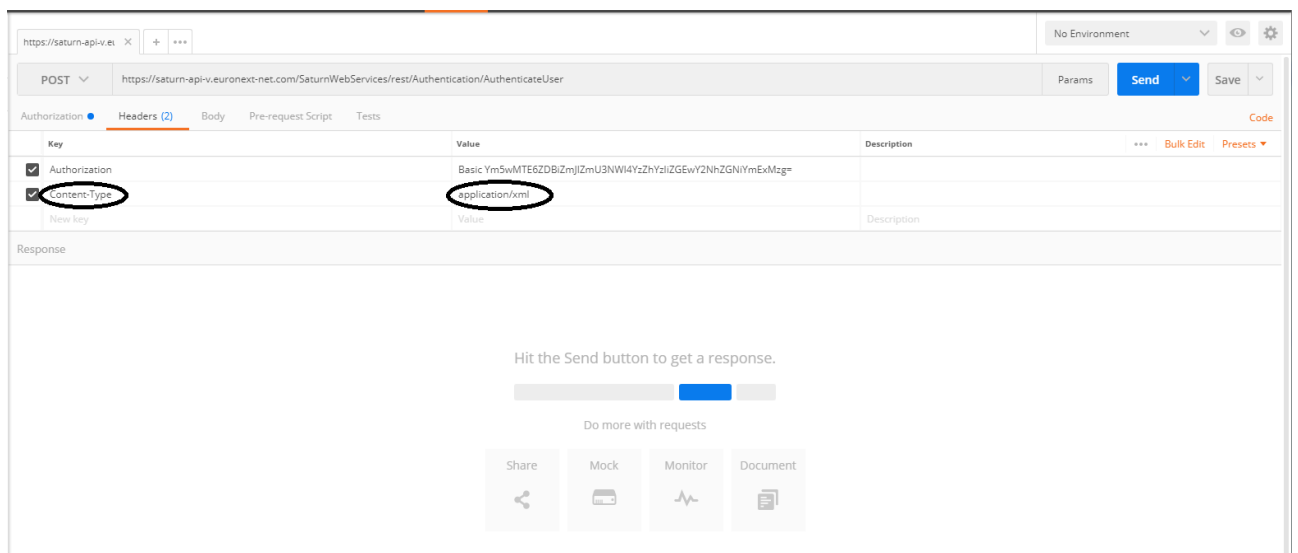 https://saturn-api-v.eu
No Environment
POST https://saturn-api-v.euronext-net.com/SaturnWebServices/rest/Authentication/AuthenticateUser Params Send Save
Authorization Headers (2) Body Pre-request Script Tests Code
Key Value Description Bulk Edit Presets
Authorization Basic Ym5wMTE6ZDBiZmJlZmU3NWI4YzZhYzliZGEwY2NhZGNiYmExMzg=
Content-Type application/xml
New key Value Description
Response
Hit the Send button to get a response.
Do more with requests
Share Mock Monitor Document